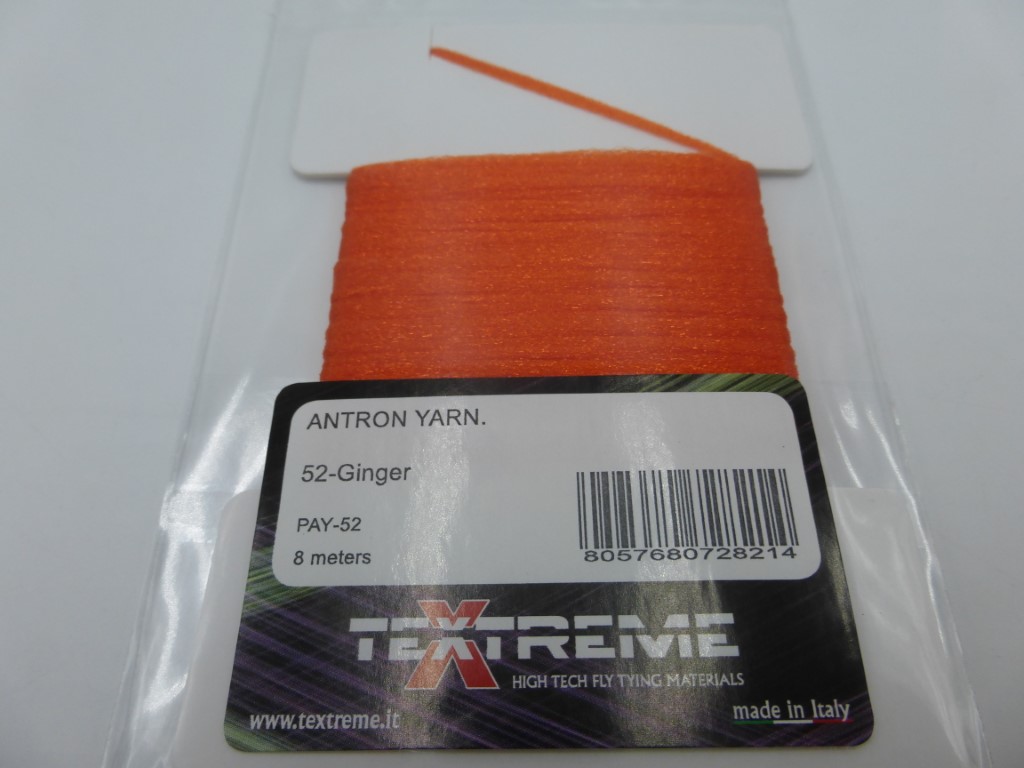 ANTRON YARN.
52-Ginger
PAY-52
8 meters
8057680728214
TEXTREME
HIGH TECH FLY TYING MATERIALS
www.textreme.it
made in Italy